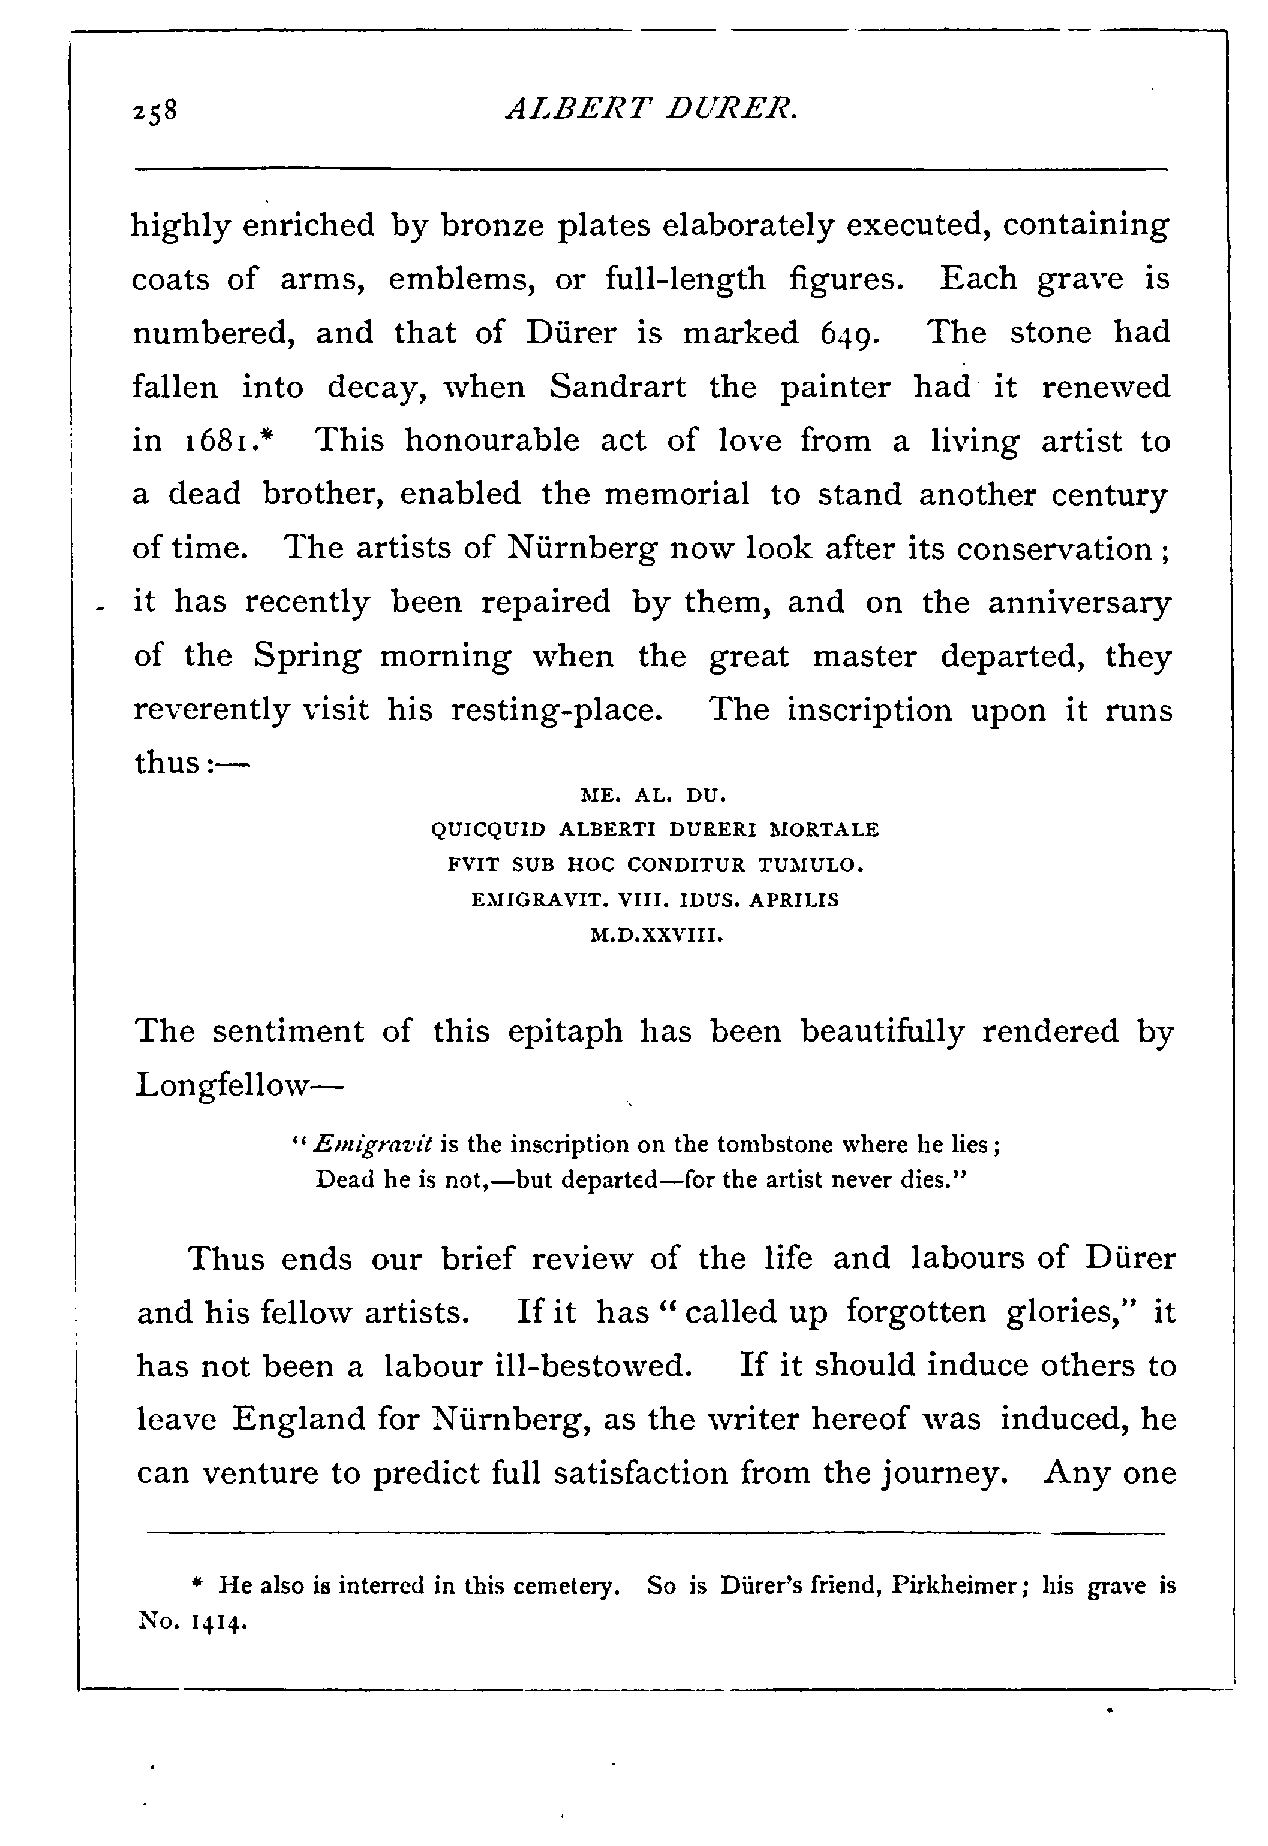 258 ALBERT DURER.
highly enriched by bronze plates elaborately executed, containing
coats of arms, emblems, or full-length figures. Each grave is
numbered, and that of Dürer is marked 649. The stone had
fallen into decay, when Sandrart the painter had it renewed
in 1681.* This honourable act of love from a living artist to
a dead brother, enabled the memorial to stand another century
of time. The artists of Nürnberg now look after its conservation;
it has recently been repaired by them, and on the anniversary
of the Spring morning when the great master departed, they
reverently visit his resting-place. The inscription upon it runs
thus:—
ME. AL. DU.
QUICQUID ALBERTI DURERI MORTALE
FVIT SUB HOC CONDITUR TUMULO.
EMIGRAVIT. VIII. IDUS. APRILIS
M.D.XXVIII.
The sentiment of this epitaph has been beautifully rendered by
Longfellow—
"Emigravit is the inscription on the tombstone where he lies;
Dead he is not,—but departed—for the artist never dies."
Thus ends our brief review of the life and labours of Dürer
and his fellow artists. If it has "called up forgotten glories," it
has not been a labour ill-bestowed. If it should induce others to
leave England for Nürnberg, as the writer hereof was induced, he
can venture to predict full satisfaction from the journey. Any one
* He also is interred in this cemetery. So is Dürer's friend, Pirkheimer; his grave is
No. 1414.